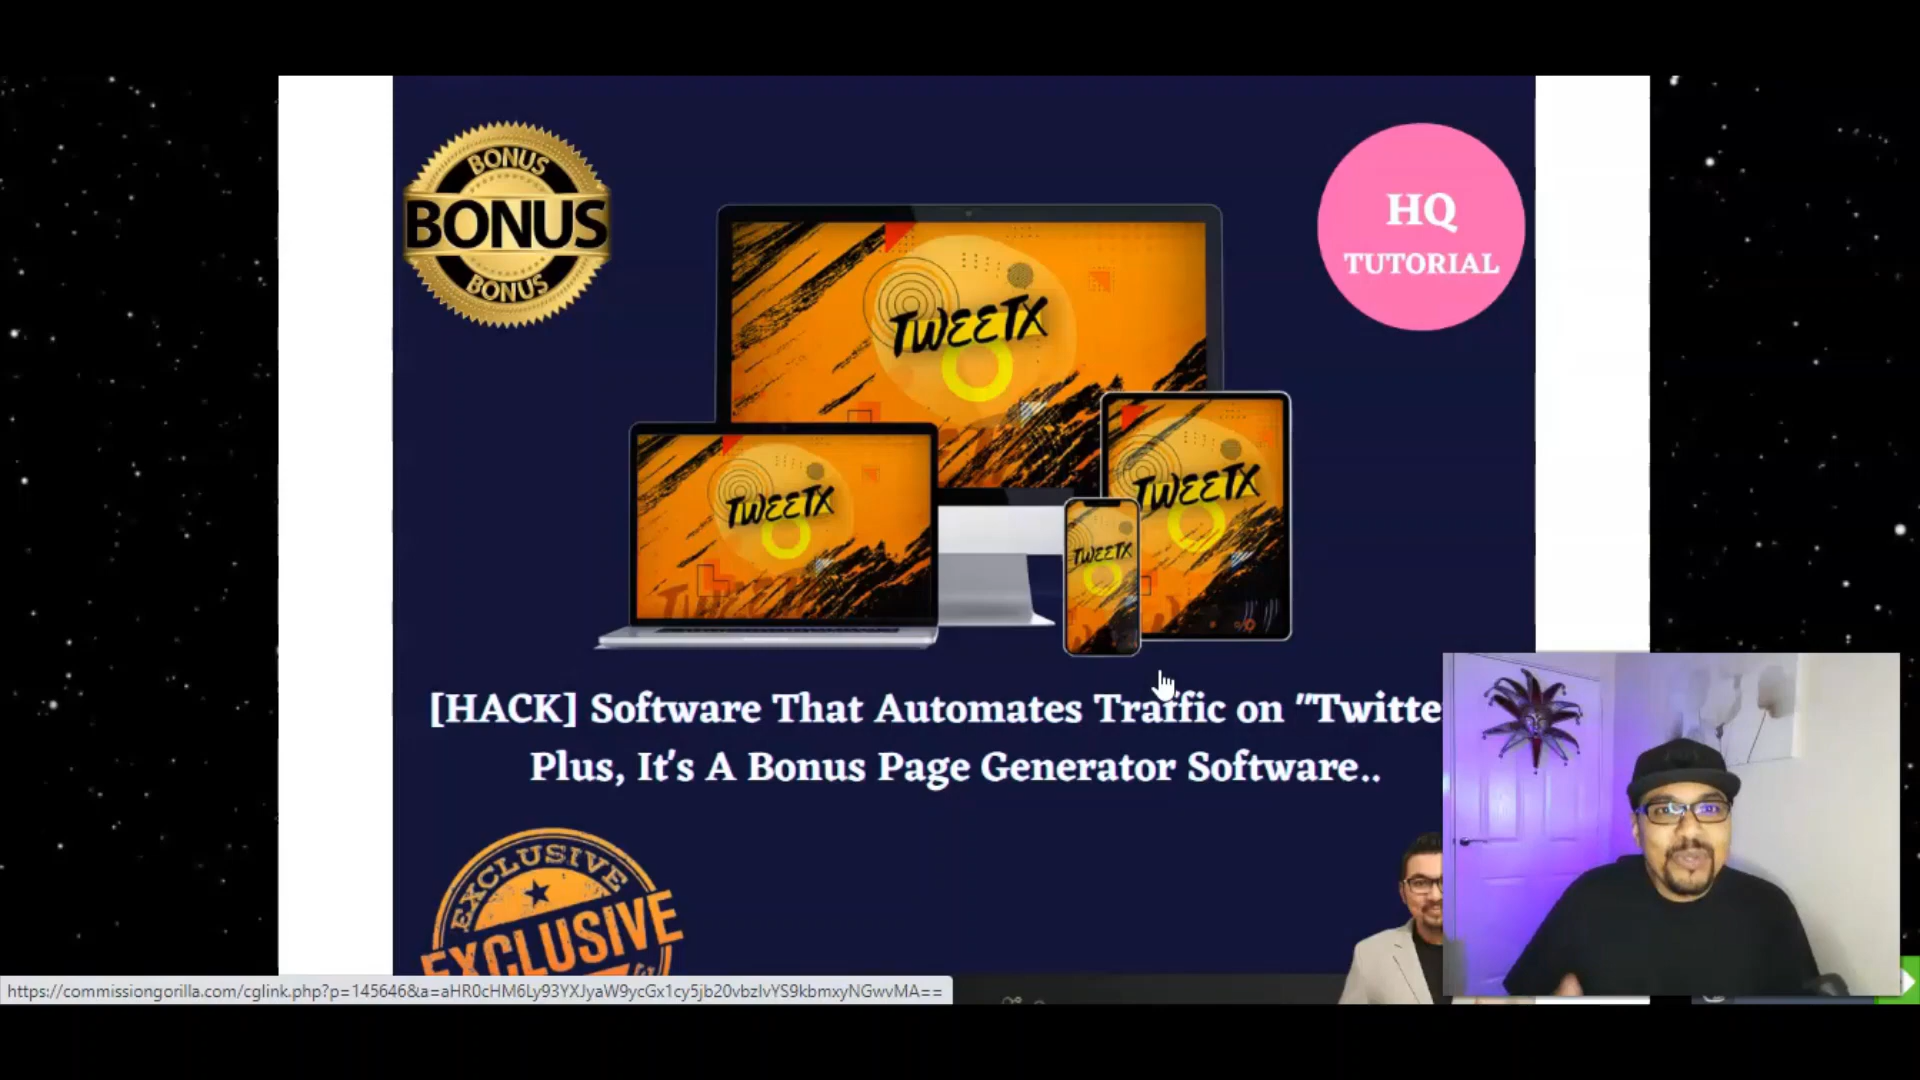 BONUS
BONUS
BONUS
HQ
TUTORIAL
TWEETX
TWEETX
TWEETX
TWEETX
[HACK] Software That Automates Traffic on "Twitte
Plus, It's A Bonus Page Generator Software..
EXCLUSIVE
EXCLUSIVE
https://commissiongorilla.com/cglink.php?p=145646&a=aHR0cHM6Ly93YXJyaW9ycGx1cy5jb20vbzIvYS9kbmxyNGwvMA==